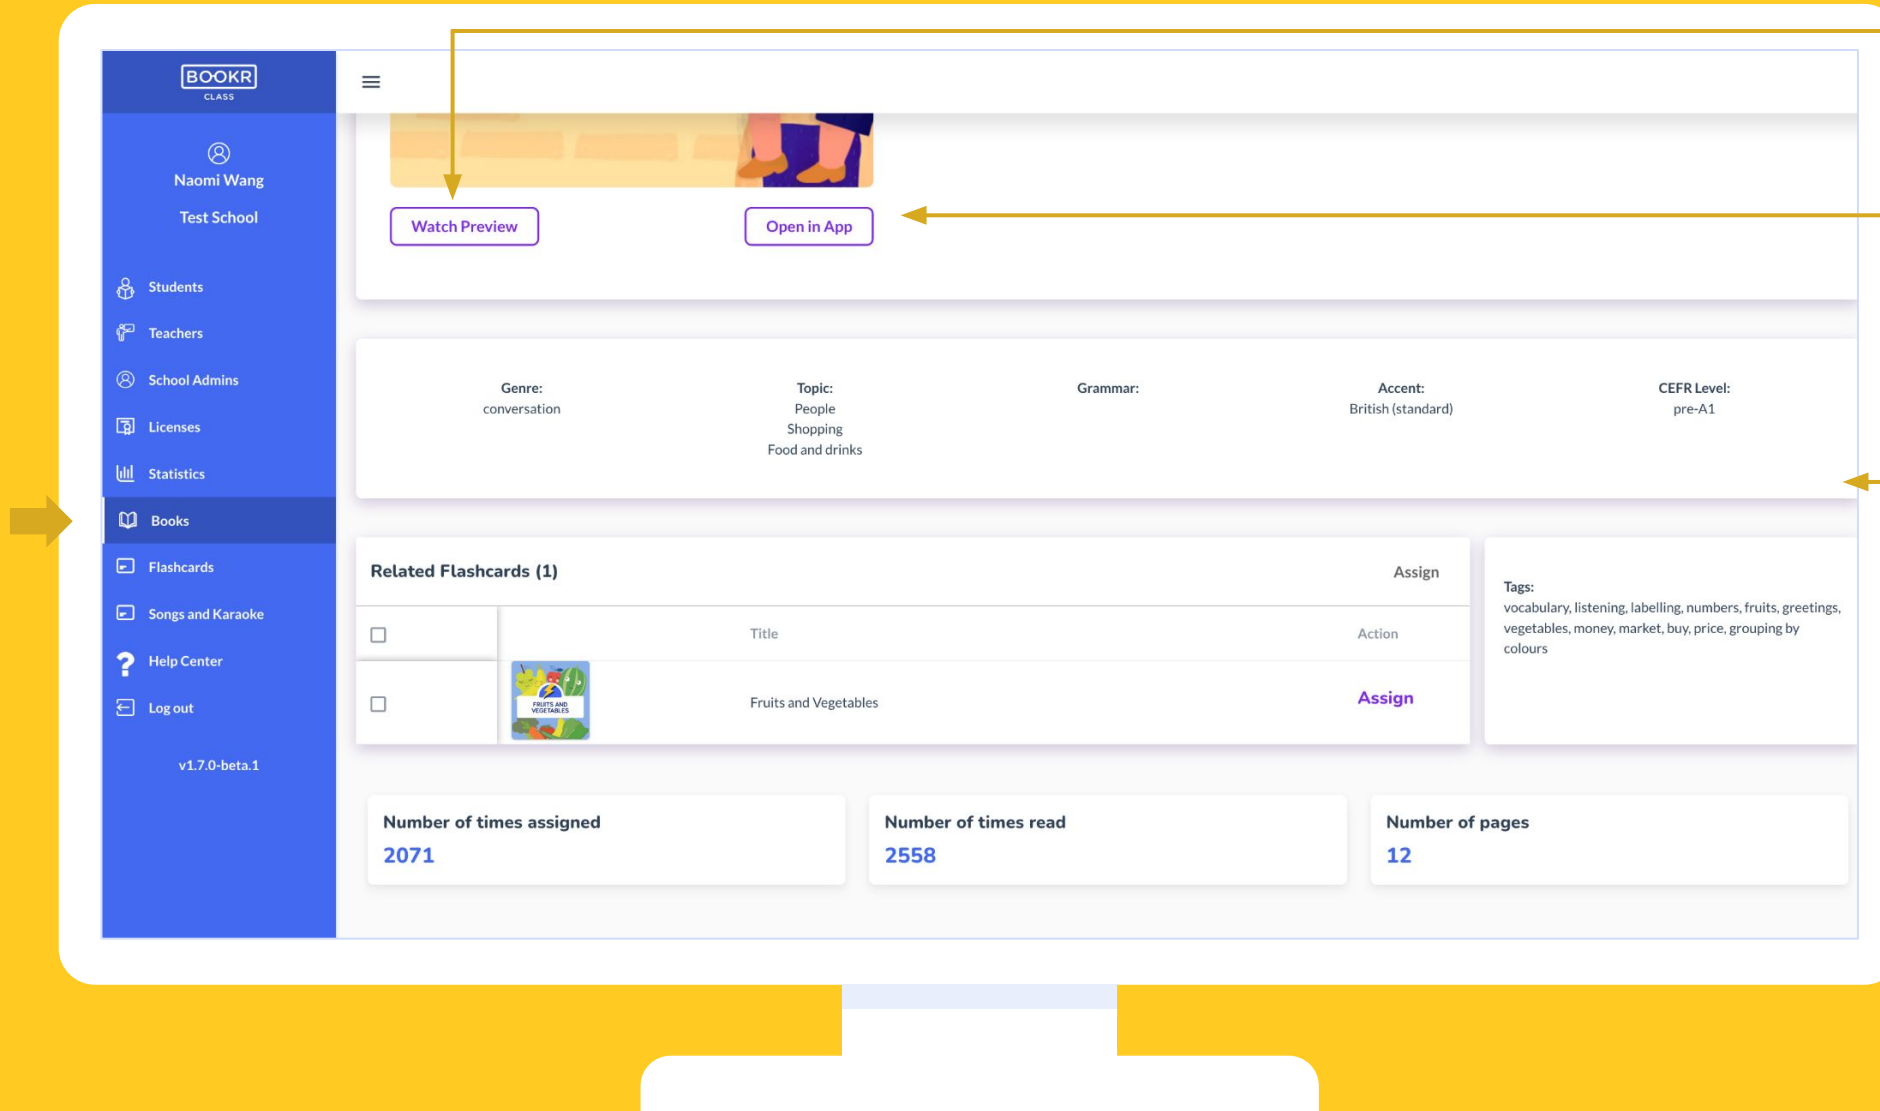 BOOKR
CLASS
Naomi Wang
Test School
Students
Teachers
School Admins
Licenses
Statistics
Books
Flashcards
Songs and Karaoke
Help Center
Log out
v1.7.0-beta.1
Watch Preview
Open in App
Genre:
conversation
Topic:
People
Shopping
Food and drinks
Grammar:
Accent:
British (standard)
CEFR Level:
pre-A1
Related Flashcards (1)
Assign
Title
Action
FRUITS AND
VEGETABLES
Fruits and Vegetables
Assign
Tags:
vocabulary, listening, labelling, numbers, fruits, greetings,
vegetables, money, market, buy, price, grouping by
colours
Number of times assigned
2071
Number of times read
2558
Number of pages
12